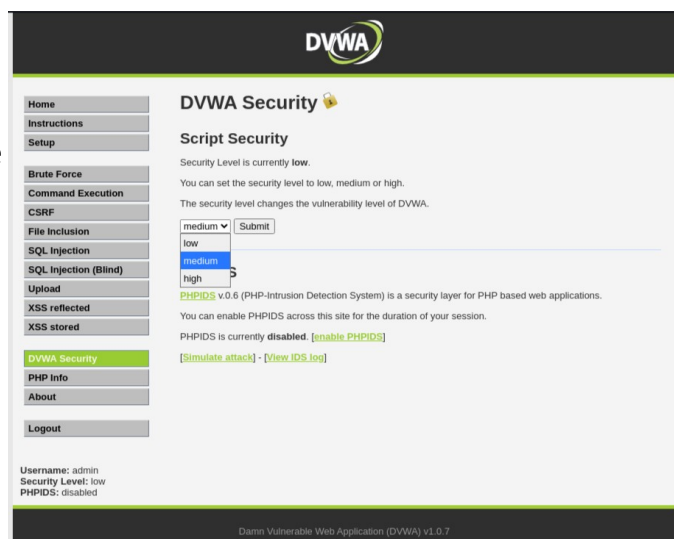 DVWA
Home
Instructions
Setup
Brute Force
Command Execution
CSRF
File Inclusion
SQL Injection
SQL Injection (Blind)
Upload
XSS reflected
XSS stored
DVWA Security
PHP Info
About
Logout
Username: admin
Security Level: low
PHPIDS: disabled
DVWA Security
Script Security
Security Level is currently low.
You can set the security level to low, medium or high.
The security level changes the vulnerability level of DVWA.
medium Submit
low
medium
high
PHPIDS v.0.6 (PHP-Intrusion Detection System) is a security layer for PHP based web applications.
You can enable PHPIDS across this site for the duration of your session.
PHPIDS is currently disabled. [enable PHPIDS]
[Simulate attack] - [View IDS log]
Damn Vulnerable Web Application (DVWA) v1.0.7